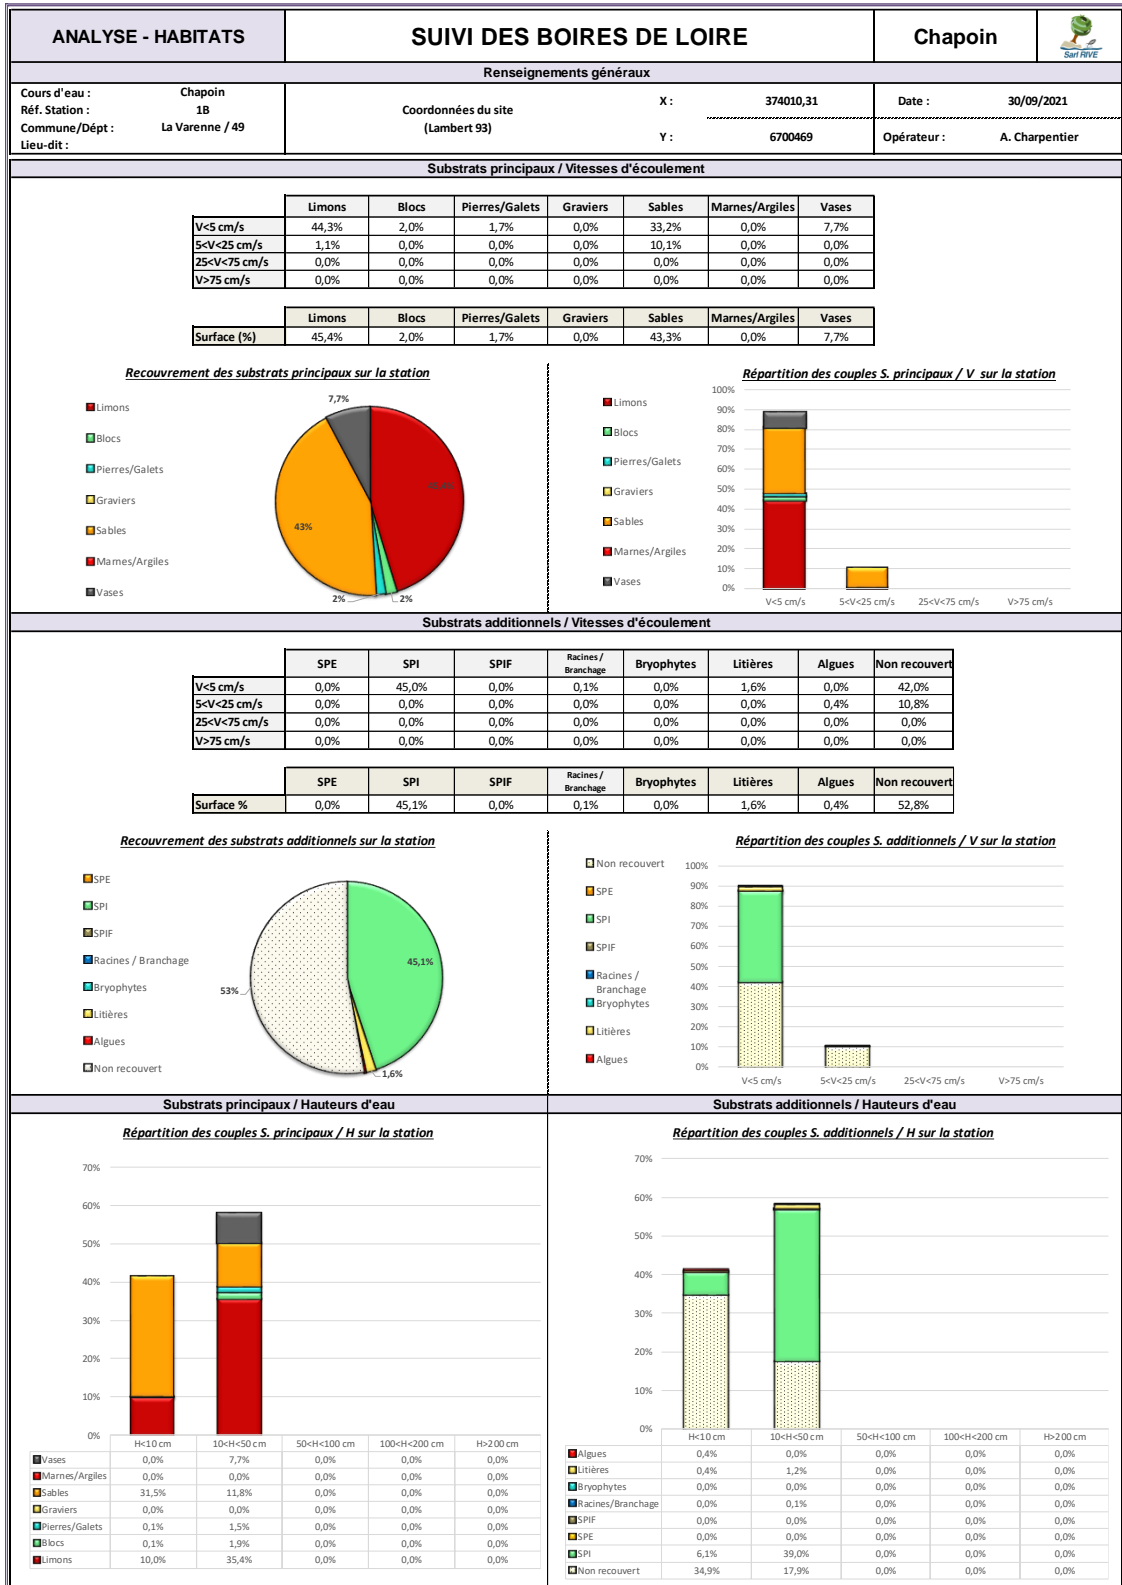 ANALYSE - HABITATS
SUIVI DES BOIRES DE LOIRE
Chapoin
Sarl RIVE
Renseignements généraux
Cours d'eau : Chapoin
Réf. Station : 1B
Commune/Dépt : La Varenne / 49
Lieu-dit :
Coordonnées du site
(Lambert 93)
X : 374010,31
Y : 6700469
Date : 30/09/2021
Opérateur : A. Charpentier
Substrats principaux / Vitesses d'écoulement
Limons Blocs Pierres/Galets Graviers Sables Marnes/Argiles Vases
V<5 cm/s 44,3% 2,0% 1,7% 0,0% 33,2% 0,0% 7,7%
5<V<25 cm/s 1,1% 0,0% 0,0% 0,0% 10,1% 0,0% 0,0%
25<V<75 cm/s 0,0% 0,0% 0,0% 0,0% 0,0% 0,0% 0,0%
V>75 cm/s 0,0% 0,0% 0,0% 0,0% 0,0% 0,0% 0,0%
Limons Blocs Pierres/Galets Graviers Sables Marnes/Argiles Vases
Surface (%) 45,4% 2,0% 1,7% 0,0% 43,3% 0,0% 7,7%
Recouvrement des substrats principaux sur la station
Limons
Blocs
Pierres/Galets
Graviers
Sables
Marnes/Argiles
Vases
7,7%
45,4%
43%
2%
2%
Répartition des couples S. principaux / V sur la station
Limons
Blocs
Pierres/Galets
Graviers
Sables
Marnes/Argiles
Vases
100%
90%
80%
70%
60%
50%
40%
30%
20%
10%
0%
V<5 cm/s 5<V<25 cm/s 25<V<75 cm/s V>75 cm/s
Substrats additionnels / Vitesses d'écoulement
SPE SPI SPIF Racines / Branchage Bryophytes Litières Algues Non recouvert
V<5 cm/s 0,0% 45,0% 0,0% 0,1% 0,0% 1,6% 0,0% 42,0%
5<V<25 cm/s 0,0% 0,0% 0,0% 0,0% 0,0% 0,0% 0,4% 10,8%
25<V<75 cm/s 0,0% 0,0% 0,0% 0,0% 0,0% 0,0% 0,0% 0,0%
V>75 cm/s 0,0% 0,0% 0,0% 0,0% 0,0% 0,0% 0,0% 0,0%
SPE SPI SPIF Racines / Branchage Bryophytes Litières Algues Non recouvert
Surface % 0,0% 45,1% 0,0% 0,1% 0,0% 1,6% 0,4% 52,8%
Recouvrement des substrats additionnels sur la station
SPE
SPI
SPIF
Racines / Branchage
Bryophytes
Litières
Algues
Non recouvert
45,1%
53%
1,6%
Répartition des couples S. additionnels / V sur la station
Non recouvert
SPE
SPI
SPIF
Racines /
Branchage
Bryophytes
Litières
Algues
100%
90%
80%
70%
60%
50%
40%
30%
20%
10%
0%
V<5 cm/s 5<V<25 cm/s 25<V<75 cm/s V>75 cm/s
Substrats principaux / Hauteurs d'eau
Répartition des couples S. principaux / H sur la station
70%
60%
50%
40%
30%
20%
10%
0%
H<10 cm 10<H<50 cm 50<H<100 cm 100<H<200 cm H>200 cm
Vases 0,0% 7,7% 0,0% 0,0% 0,0%
Marnes/Argiles 0,0% 0,0% 0,0% 0,0% 0,0%
Sables 31,5% 11,8% 0,0% 0,0% 0,0%
Graviers 0,0% 0,0% 0,0% 0,0% 0,0%
Pierres/Galets 0,1% 1,5% 0,0% 0,0% 0,0%
Blocs 0,1% 1,9% 0,0% 0,0% 0,0%
Limons 10,0% 35,4% 0,0% 0,0% 0,0%
Substrats additionnels / Hauteurs d'eau
Répartition des couples S. additionnels / H sur la station
70%
60%
50%
40%
30%
20%
10%
0%
H<10 cm 10<H<50 cm 50<H<100 cm 100<H<200 cm H>200 cm
Algues 0,4% 0,0% 0,0% 0,0% 0,0%
Litières 0,4% 1,2% 0,0% 0,0% 0,0%
Bryophytes 0,0% 0,0% 0,0% 0,0% 0,0%
Racines/Branchage 0,0% 0,1% 0,0% 0,0% 0,0%
SPIF 0,0% 0,0% 0,0% 0,0% 0,0%
SPE 0,0% 0,0% 0,0% 0,0% 0,0%
SPI 6,1% 39,0% 0,0% 0,0% 0,0%
Non recouvert 34,9% 17,9% 0,0% 0,0% 0,0%